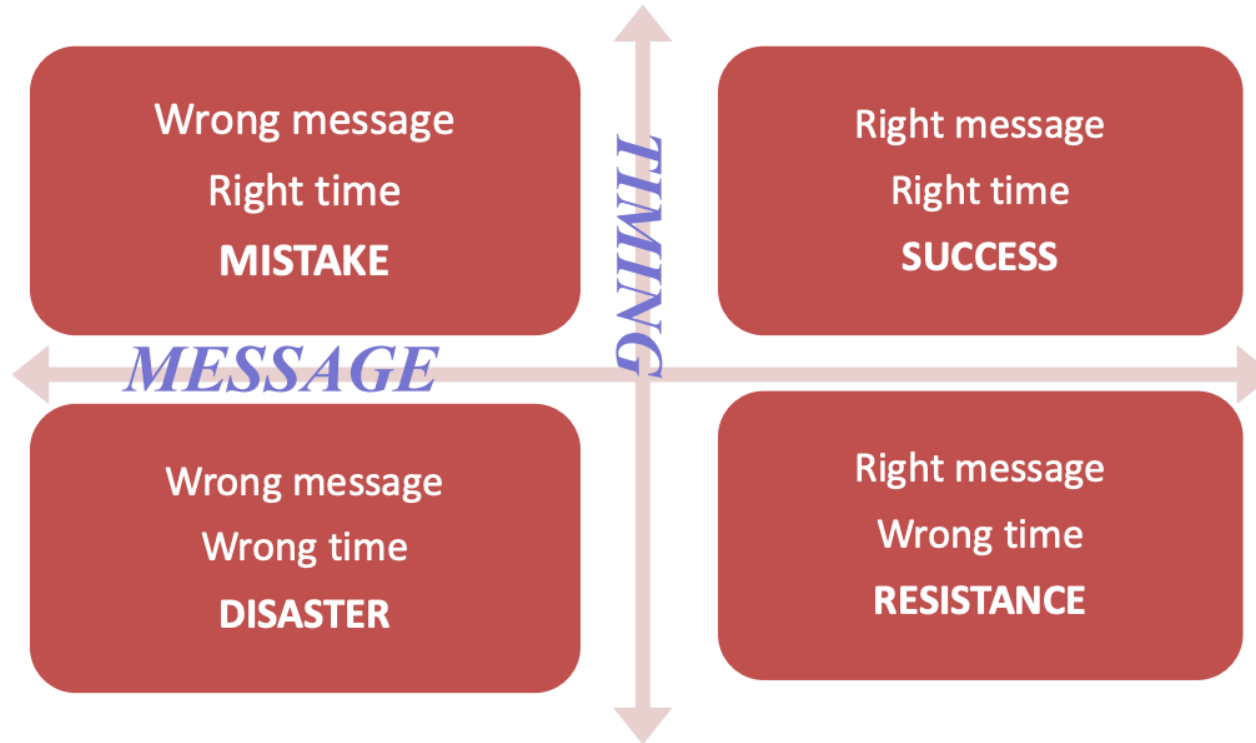 Wrong message
Right time
MISTAKE
Right message
Right time
SUCCESS
TIMING
MESSAGE
Wrong message
Wrong time
DISASTER
Right message
Wrong time
RESISTANCE